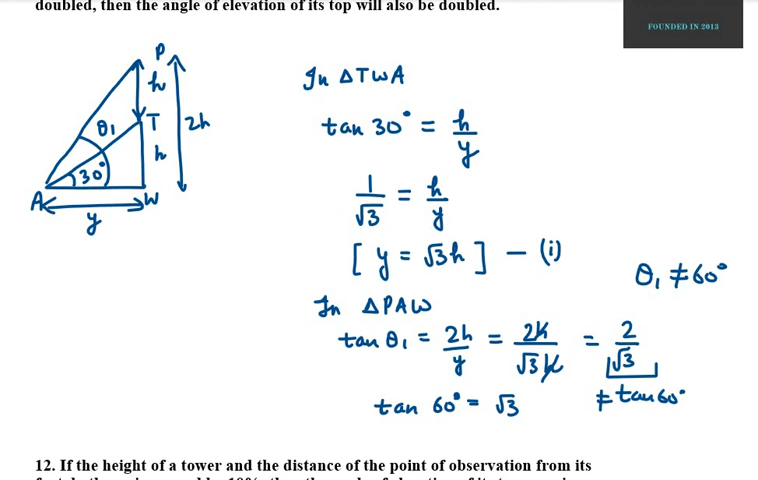 doubled, then the angle of elevation of its top will also be doubled.
FOUNDED IN 2013
P
h
θ₁ T 2h
h
30°
A W
y
In ΔTWA
tan 30° = h/y
1/√3 = h/y
[ y = √3h ] — (i)
θ₁ ≠ 60°
In ΔPAW
tan θ₁ = 2h/y = 2h/√3h = 2/√3
tan 60° = √3 ≠ tan 60°
12. If the height of a tower and the distance of the point of observation from its